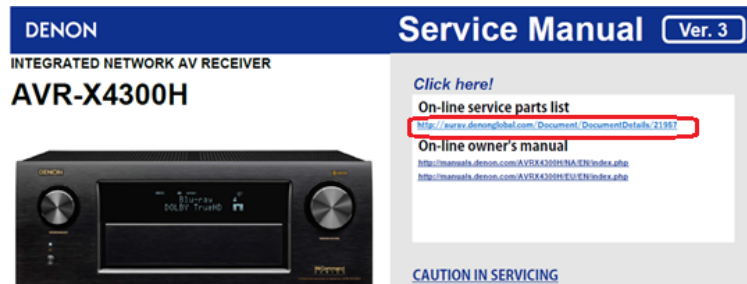 DENON
Service Manual
Ver. 3
INTEGRATED NETWORK AV RECEIVER
AVR-X4300H
Click here!
On-line service parts list
http://aurav.denonglobal.com/Document/DocumentDetails/21957
On-line owner's manual
http://manuals.denon.com/AVRX4300H/NA/EN/index.php
http://manuals.denon.com/AVRX4300H/EU/EN/index.php
DENON
Blu-ray
DOLBY TrueHD
CAUTION IN SERVICING